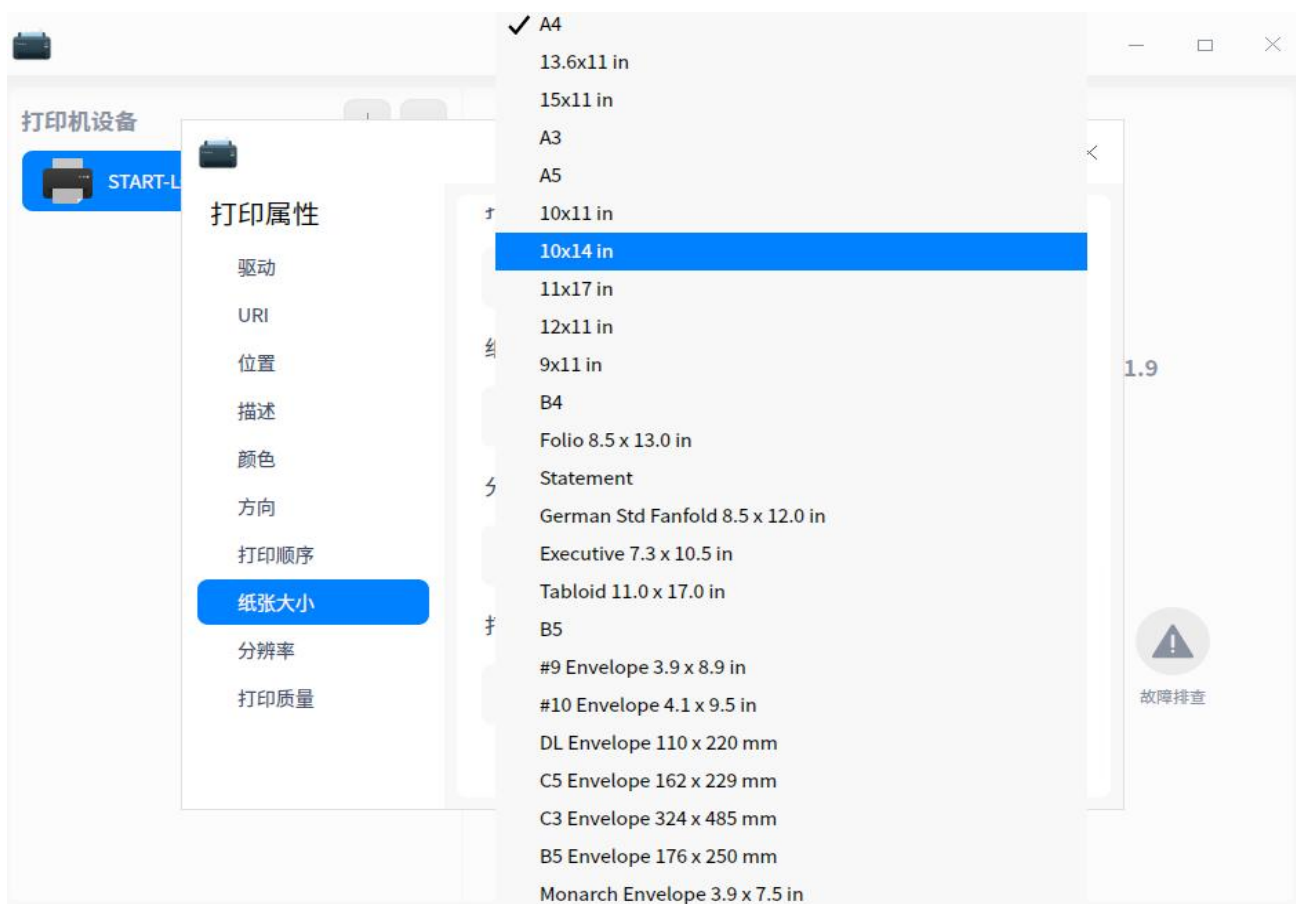 打印机设备
START-L
打印属性
驱动
URI
位置
描述
颜色
方向
打印顺序
纸张大小
分辨率
打印质量
A4
13.6x11 in
15x11 in
A3
A5
10x11 in
10x14 in
11x17 in
12x11 in
9x11 in
B4
Folio 8.5 x 13.0 in
Statement
German Std Fanfold 8.5 x 12.0 in
Executive 7.3 x 10.5 in
Tabloid 11.0 x 17.0 in
B5
#9 Envelope 3.9 x 8.9 in
#10 Envelope 4.1 x 9.5 in
DL Envelope 110 x 220 mm
C5 Envelope 162 x 229 mm
C3 Envelope 324 x 485 mm
B5 Envelope 176 x 250 mm
Monarch Envelope 3.9 x 7.5 in
1.9
故障排查